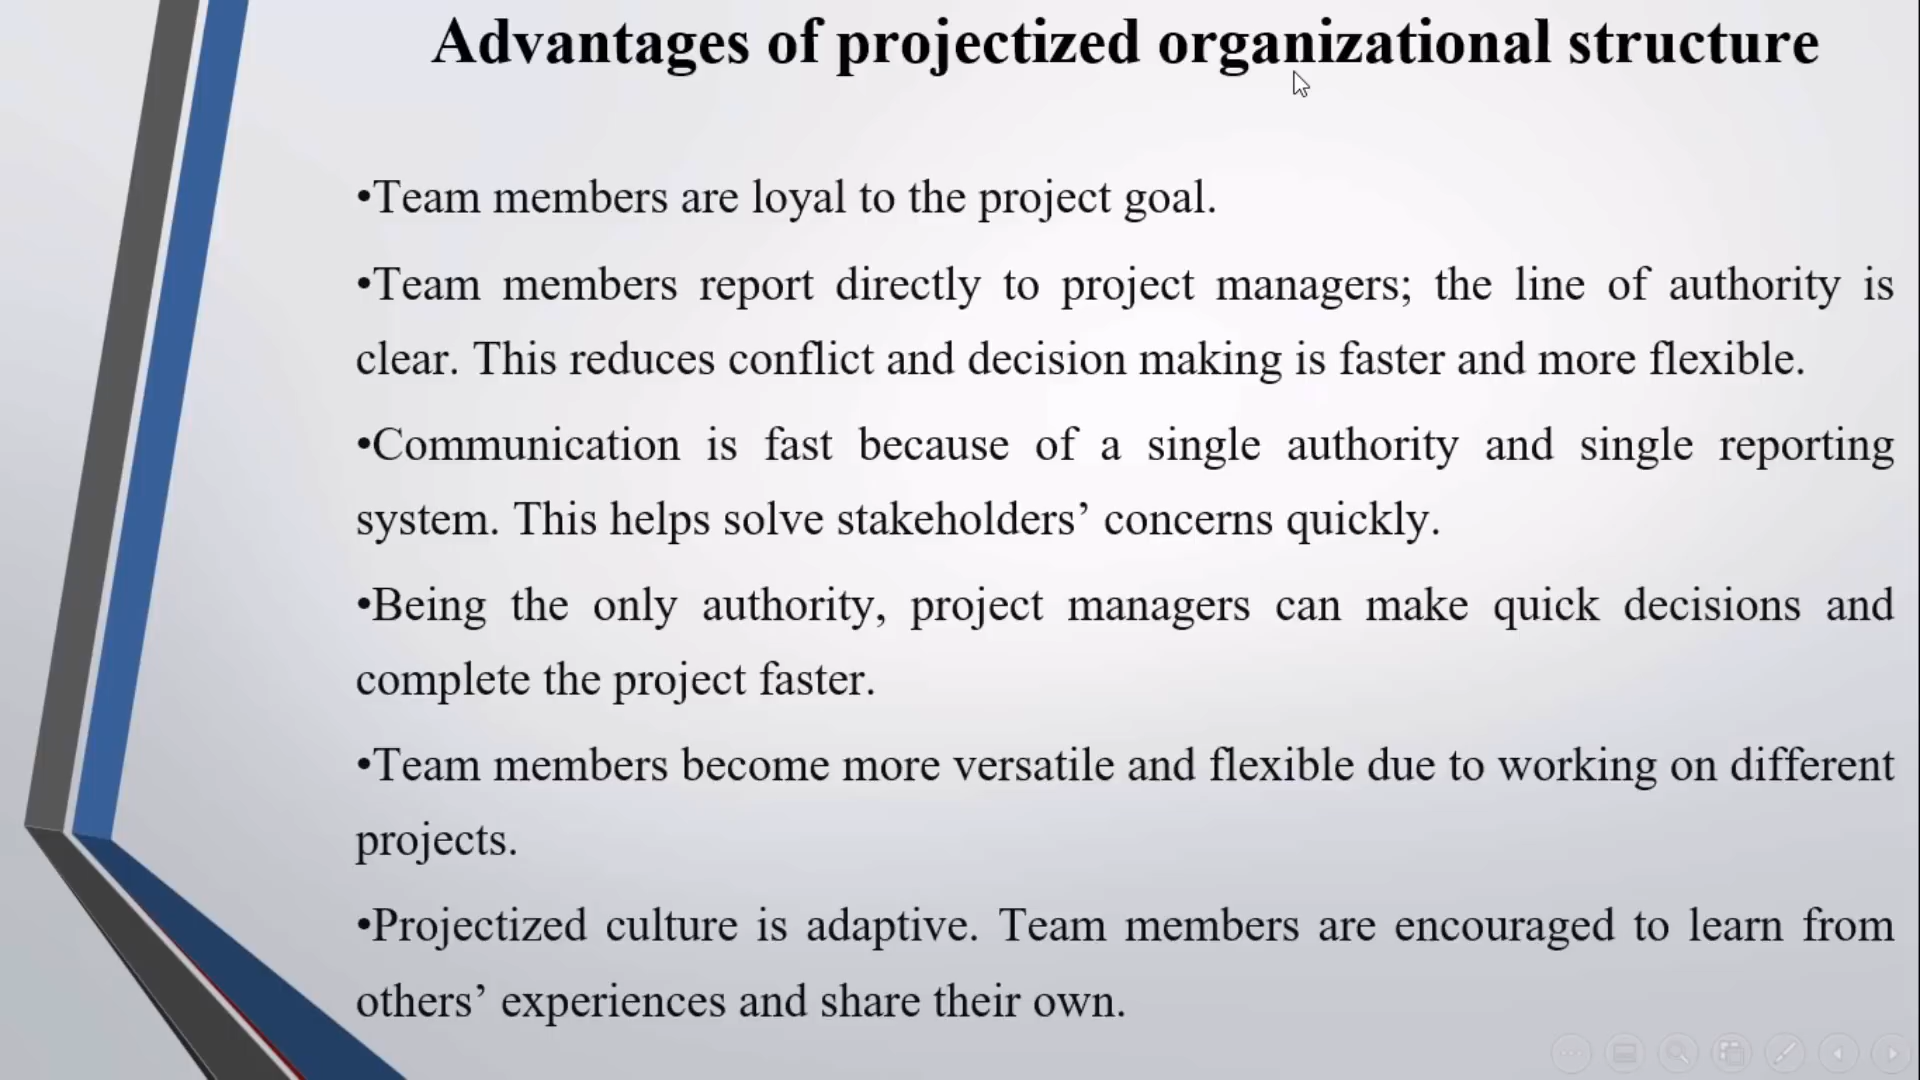 Advantages of projectized organizational structure
•Team members are loyal to the project goal.
•Team members report directly to project managers; the line of authority is
clear. This reduces conflict and decision making is faster and more flexible.
•Communication is fast because of a single authority and single reporting
system. This helps solve stakeholders’ concerns quickly.
•Being the only authority, project managers can make quick decisions and
complete the project faster.
•Team members become more versatile and flexible due to working on different
projects.
•Projectized culture is adaptive. Team members are encouraged to learn from
others’ experiences and share their own.